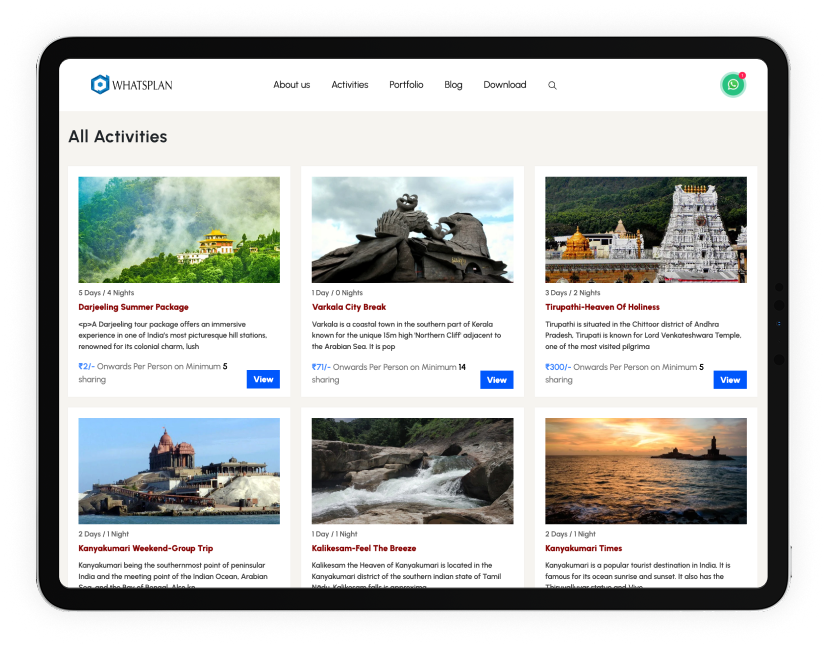 WHATSPLAN
About us Activities Portfolio Blog Download
1
All Activities
5 Days / 4 Nights
Darjeeling Summer Package
<p>A Darjeeling tour package offers an immersive
experience in one of India's most picturesque hill stations,
renowned for its colonial charm, lush
₹2/- Onwards Per Person on Minimum 5
sharing
View
1 Day / 0 Nights
Varkala City Break
Varkala is a coastal town in the southern part of Kerala
known for the unique 15m high 'Northern Cliff' adjacent to
the Arabian Sea. It is pop
₹71/- Onwards Per Person on Minimum 14
sharing
View
3 Days / 2 Nights
Tirupathi-Heaven Of Holiness
Tirupathi is situated in the Chittoor district of Andhra
Pradesh, Tirupati is known for Lord Venkateshwara Temple,
one of the most visited pilgrima
₹300/- Onwards Per Person on Minimum 5
sharing
View
2 Days / 1 Night
Kanyakumari Weekend-Group Trip
Kanyakumari being the southernmost point of peninsular
India and the meeting point of the Indian Ocean, Arabian
Sea, and the Bay of Bengal. Also kn
1 Day / 1 Night
Kalikesam-Feel The Breeze
Kalikesam the Heaven of Kanyakumari is located in the
Kanyakumari district of the southern indian state of Tamil
Nadu. Kalikesam falls is approxima
2 Days / 1 Night
Kanyakumari Times
Kanyakumari is a popular tourist destination in India. It is
famous for its ocean sunrise and sunset. It also has the
Thiruvalluvar statue and Vive